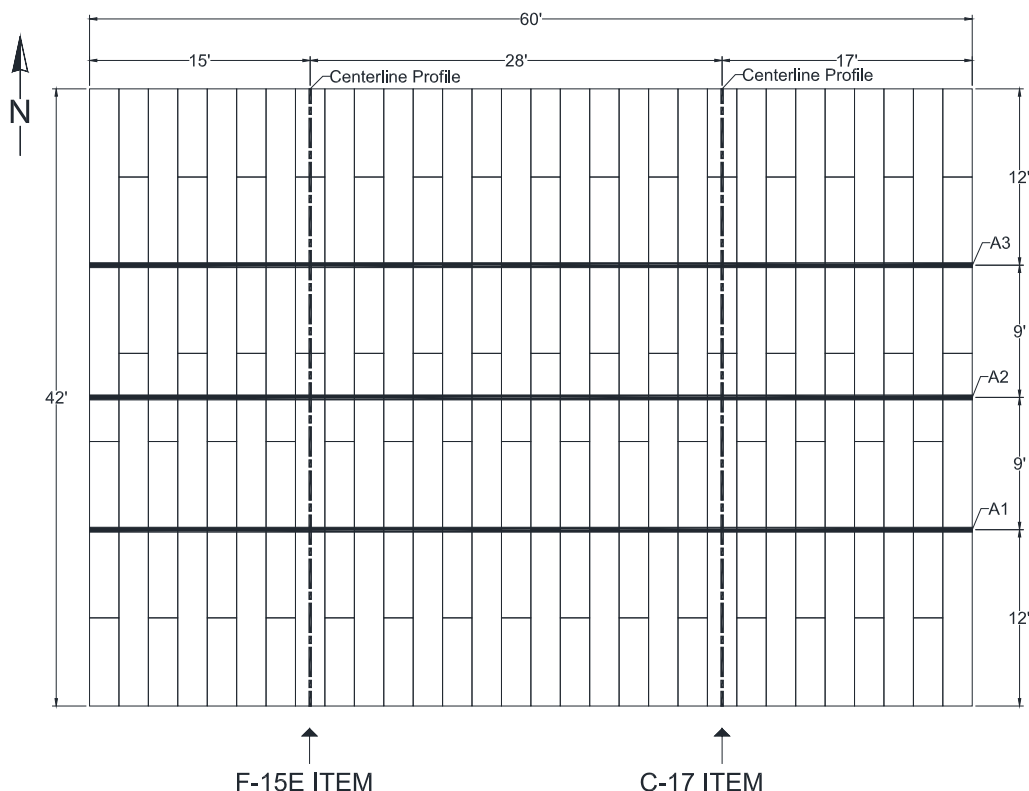 60'
15'
28'
17'
Centerline Profile
Centerline Profile
N
12'
A3
9'
A2
42'
9'
A1
12'
F-15E ITEM
C-17 ITEM